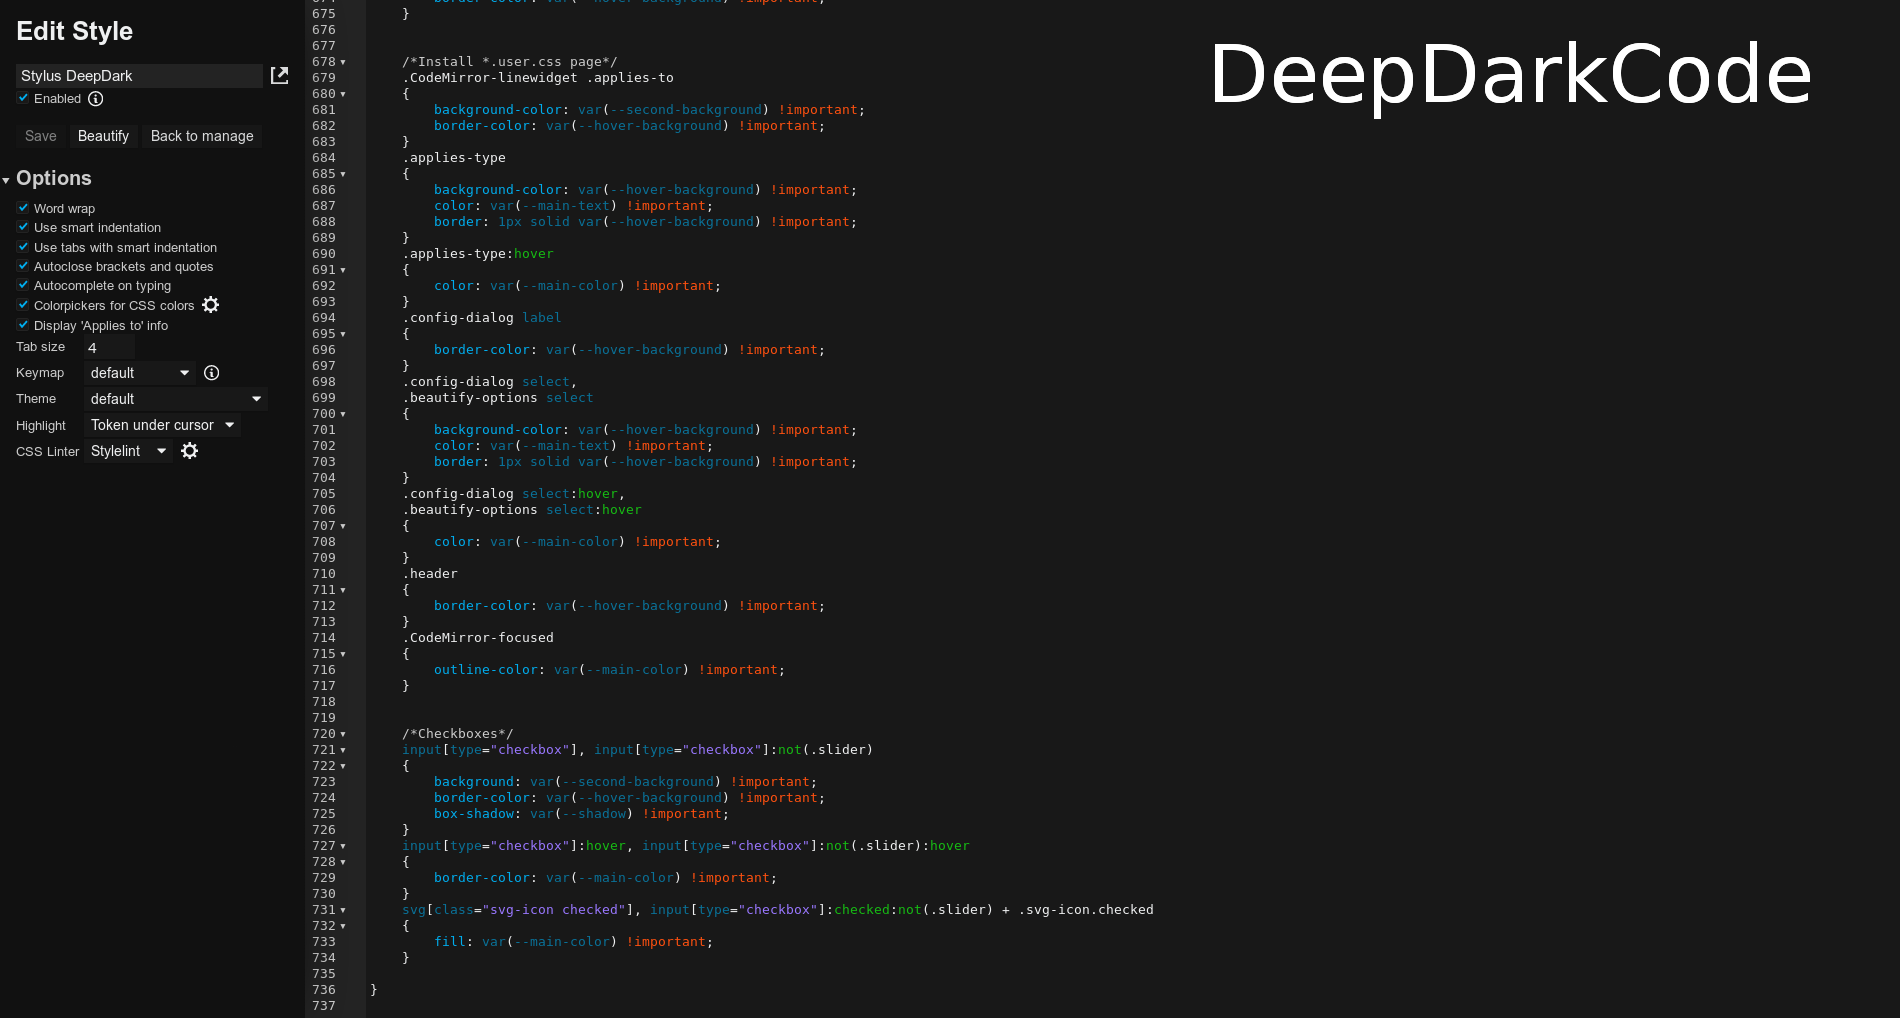 Edit Style
Stylus DeepDark
Enabled
Save Beautify Back to manage
Options
Word wrap
Use smart indentation
Use tabs with smart indentation
Autoclose brackets and quotes
Autocomplete on typing
Colorpickers for CSS colors
Display 'Applies to' info
Tab size 4
Keymap default
Theme default
Highlight Token under cursor
CSS Linter Stylelint
DeepDarkCode
674 border-color: var(--hover-background) !important;
675 }
676
677
678 /*Install *.user.css page*/
679 .CodeMirror-linewidget .applies-to
680 {
681 background-color: var(--second-background) !important;
682 border-color: var(--hover-background) !important;
683 }
684 .applies-type
685 {
686 background-color: var(--hover-background) !important;
687 color: var(--main-text) !important;
688 border: 1px solid var(--hover-background) !important;
689 }
690 .applies-type:hover
691 {
692 color: var(--main-color) !important;
693 }
694 .config-dialog label
695 {
696 border-color: var(--hover-background) !important;
697 }
698 .config-dialog select,
699 .beautify-options select
700 {
701 background-color: var(--hover-background) !important;
702 color: var(--main-text) !important;
703 border: 1px solid var(--hover-background) !important;
704 }
705 .config-dialog select:hover,
706 .beautify-options select:hover
707 {
708 color: var(--main-color) !important;
709 }
710 .header
711 {
712 border-color: var(--hover-background) !important;
713 }
714 .CodeMirror-focused
715 {
716 outline-color: var(--main-color) !important;
717 }
718
719
720 /*Checkboxes*/
721 input[type="checkbox"], input[type="checkbox"]:not(.slider)
722 {
723 background: var(--second-background) !important;
724 border-color: var(--hover-background) !important;
725 box-shadow: var(--shadow) !important;
726 }
727 input[type="checkbox"]:hover, input[type="checkbox"]:not(.slider):hover
728 {
729 border-color: var(--main-color) !important;
730 }
731 svg[class="svg-icon checked"], input[type="checkbox"]:checked:not(.slider) + .svg-icon.checked
732 {
733 fill: var(--main-color) !important;
734 }
735
736 }
737